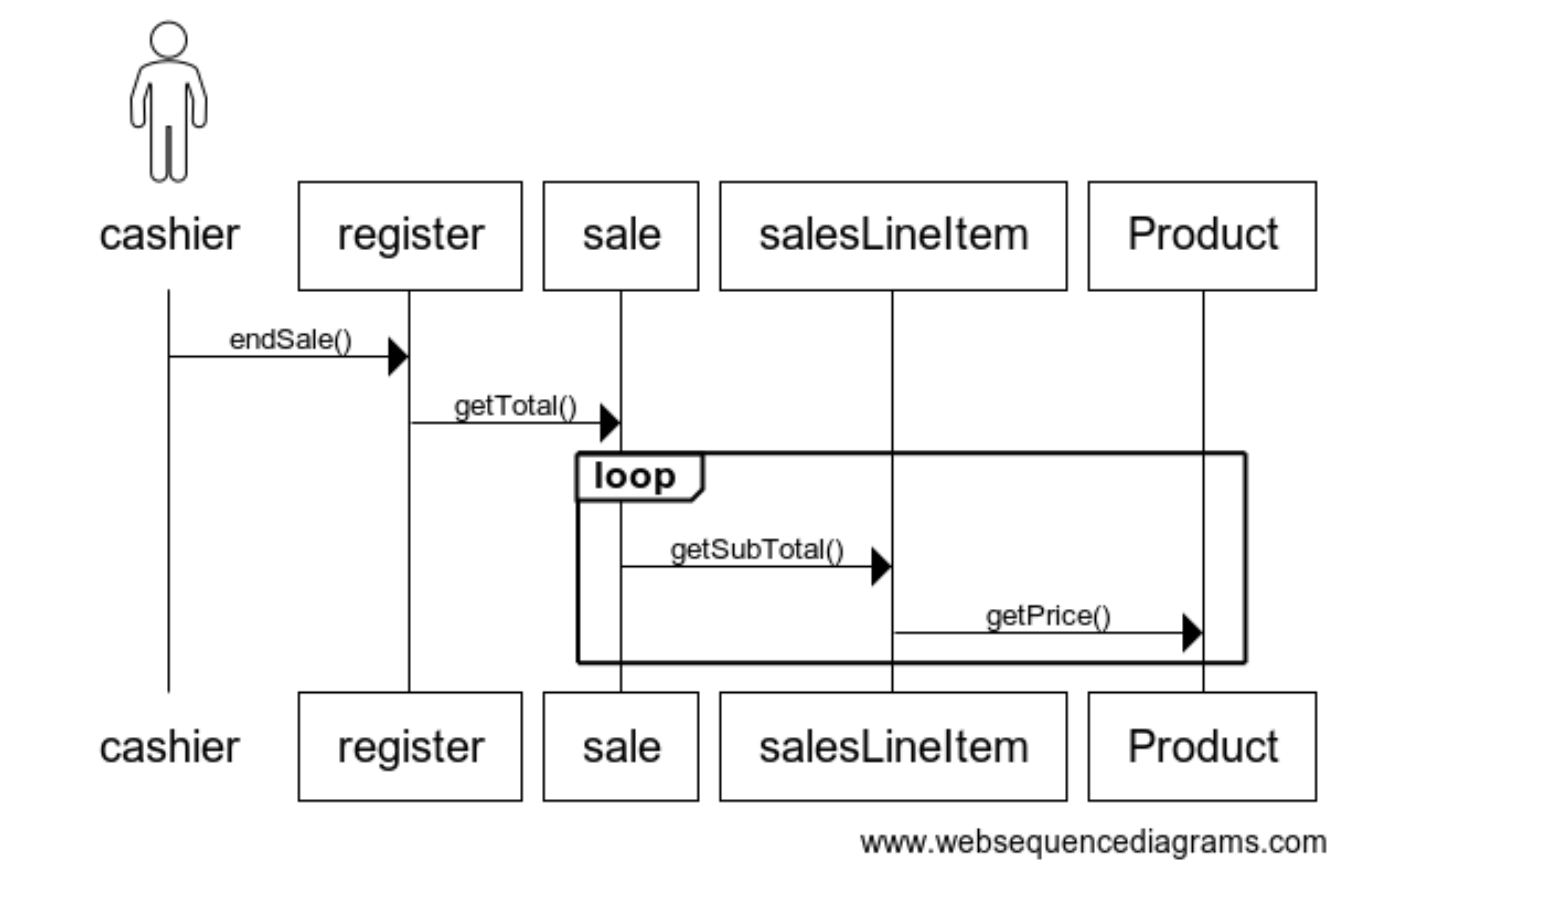 cashier
register
sale
salesLineItem
Product
endSale()
getTotal()
loop
getSubTotal()
getPrice()
cashier
register
sale
salesLineItem
Product
www.websequencediagrams.com